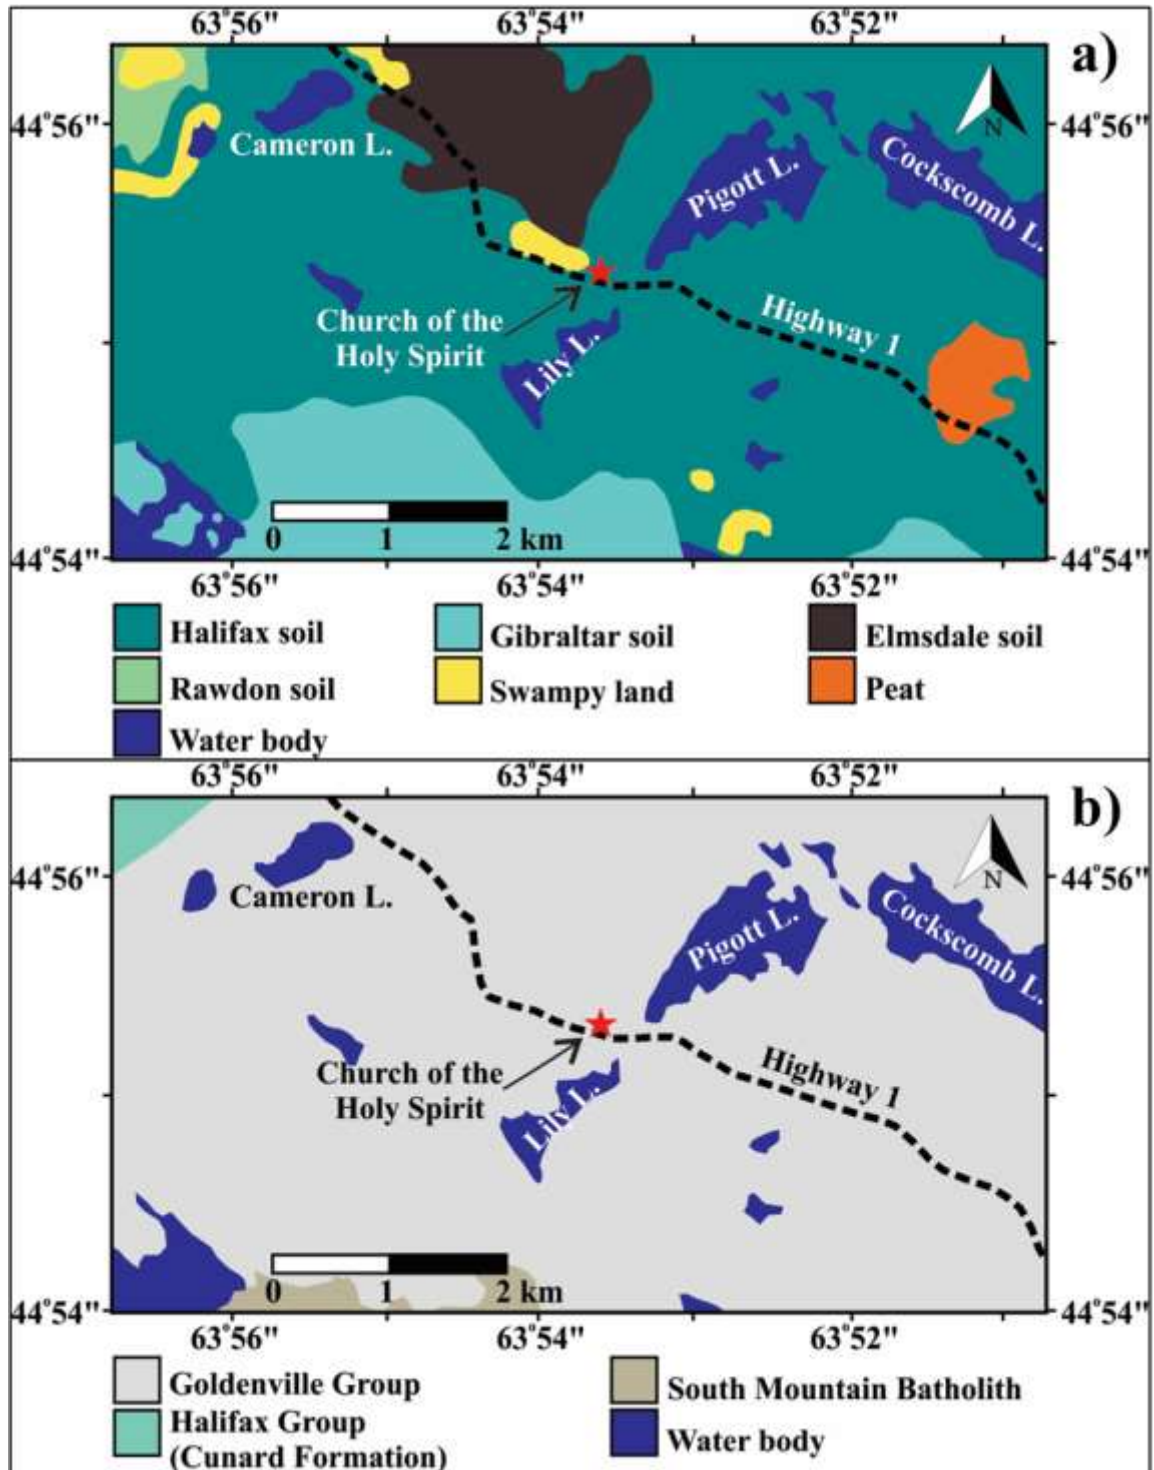 63°56" 63°54" 63°52"
a)
N
44°56" 44°56"
Cameron L.
Pigott L.
Cockscomb L.
Church of the
Holy Spirit
Highway 1
Lily L.
0 1 2 km
44°54" 44°54"
63°56" 63°54" 63°52"
Halifax soil Gibraltar soil Elmsdale soil
Rawdon soil Swampy land Peat
Water body
63°56" 63°54" 63°52"
b)
N
44°56" 44°56"
Cameron L.
Pigott L.
Cockscomb L.
Church of the
Holy Spirit
Highway 1
Lily L.
0 1 2 km
44°54" 44°54"
63°56" 63°54" 63°52"
Goldenville Group South Mountain Batholith
Halifax Group
(Cunard Formation) Water body